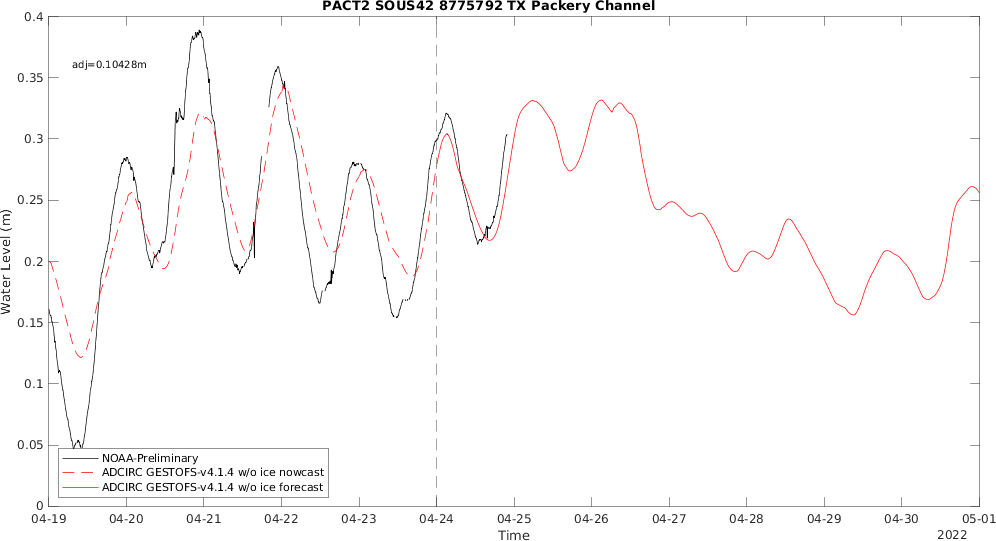 PACT2 SOUS42 8775792 TX Packery Channel
adj=0.10428m
Water Level (m)
0.4
0.35
0.3
0.25
0.2
0.15
0.1
0.05
0
NOAA-Preliminary
ADCIRC GESTOFS-v4.1.4 w/o ice nowcast
ADCIRC GESTOFS-v4.1.4 w/o ice forecast
04-19 04-20 04-21 04-22 04-23 04-24 04-25 04-26 04-27 04-28 04-29 04-30 05-01
Time
2022